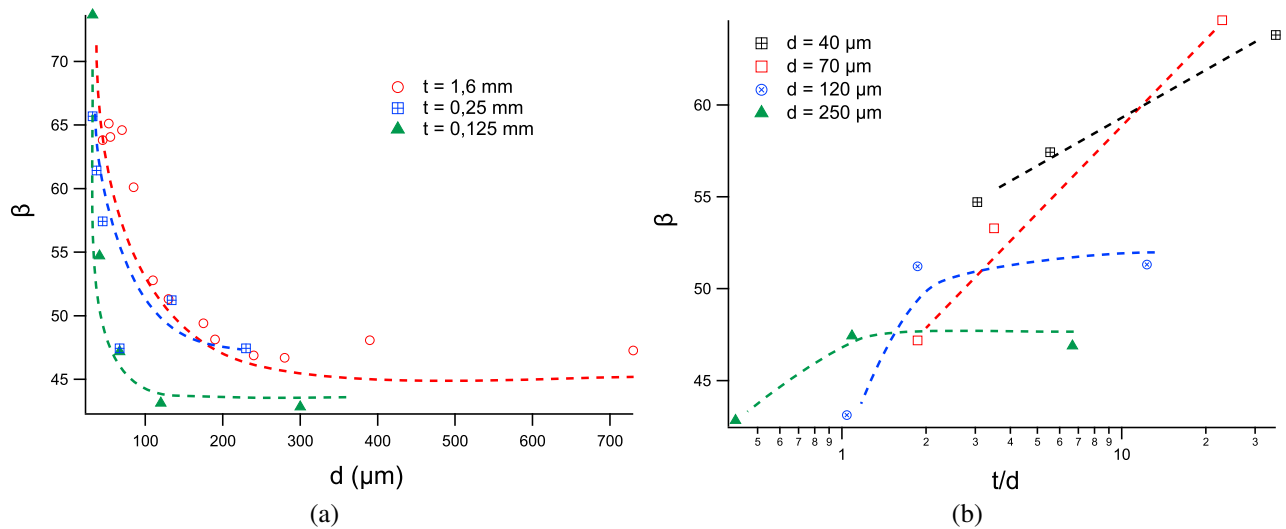 70
65
60
55
50
45
β
100 200 300 400 500 600 700
d (µm)
t = 1,6 mm
t = 0,25 mm
t = 0,125 mm
(a)
60
55
50
45
β
5 6 7 8 9 1 2 3 4 5 6 7 8 9 10 2 3
t/d
d = 40 µm
d = 70 µm
d = 120 µm
d = 250 µm
(b)